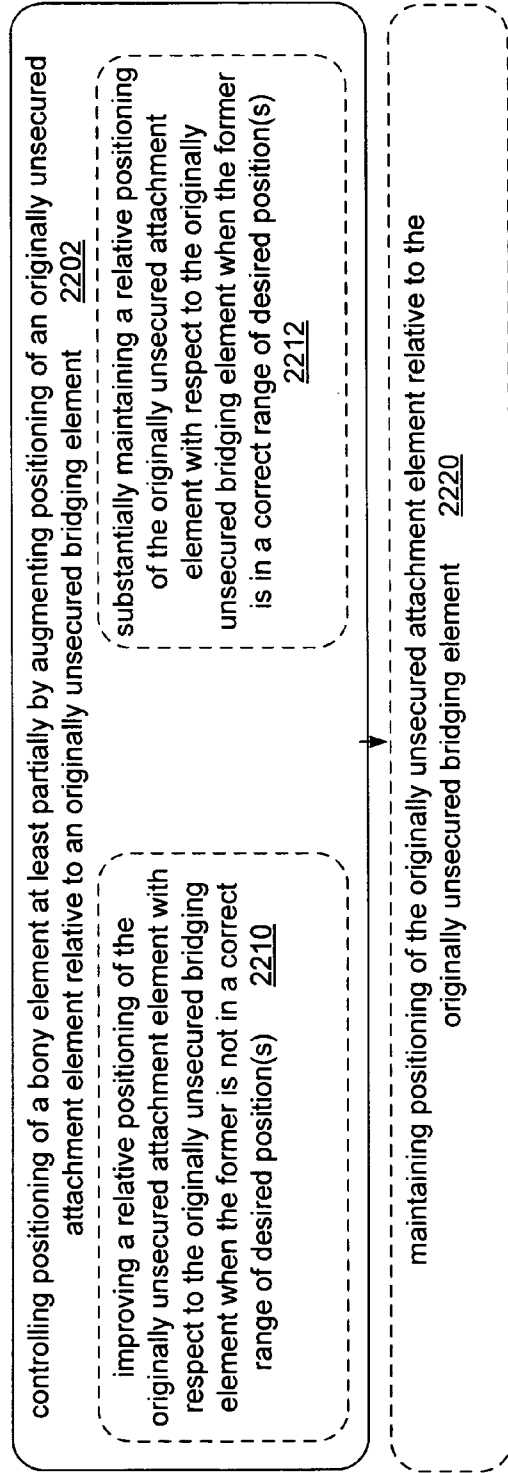 controlling positioning of a bony element at least partially by augmenting positioning of an originally unsecured
attachment element relative to an originally unsecured bridging element 2202
improving a relative positioning of the
originally unsecured attachment element with
respect to the originally unsecured bridging
element when the former is not in a correct
range of desired position(s) 2210
substantially maintaining a relative positioning
of the originally unsecured attachment
element with respect to the originally
unsecured bridging element when the former
is in a correct range of desired position(s)
2212
maintaining positioning of the originally unsecured attachment element relative to the
originally unsecured bridging element 2220